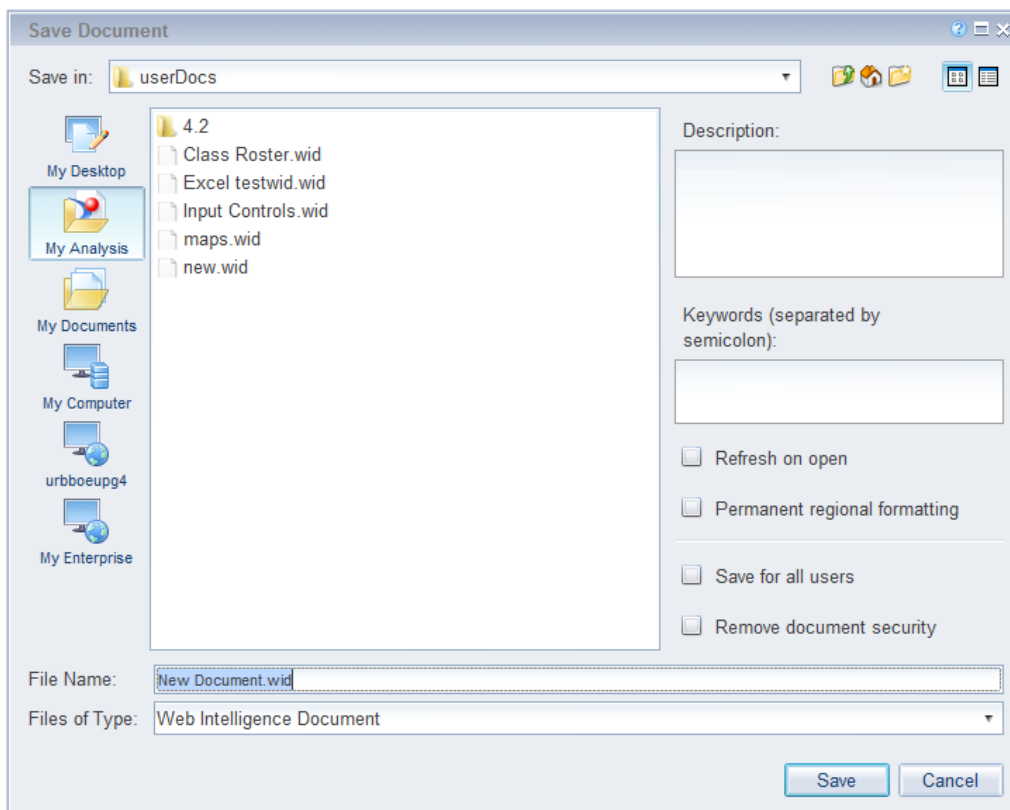 Save Document
Save in:
userDocs
My Desktop
My Analysis
My Documents
My Computer
urbboeupg4
My Enterprise
4.2
Class Roster.wid
Excel testwid.wid
Input Controls.wid
maps.wid
new.wid
Description:
Keywords (separated by
semicolon):
Refresh on open
Permanent regional formatting
Save for all users
Remove document security
File Name:
New Document.wid
Files of Type:
Web Intelligence Document
Save
Cancel